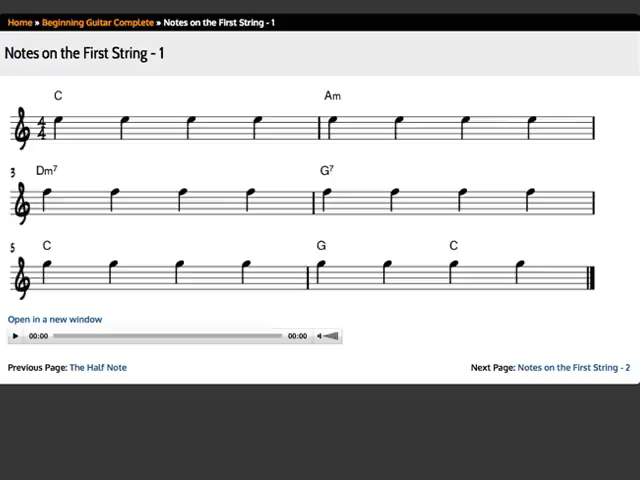 Home » Beginning Guitar Complete » Notes on the First String - 1
Notes on the First String - 1
C Am
4
4
3
Dm7 G7
5
C G C
Open in a new window
00:00 00:00
Previous Page: The Half Note Next Page: Notes on the First String - 2